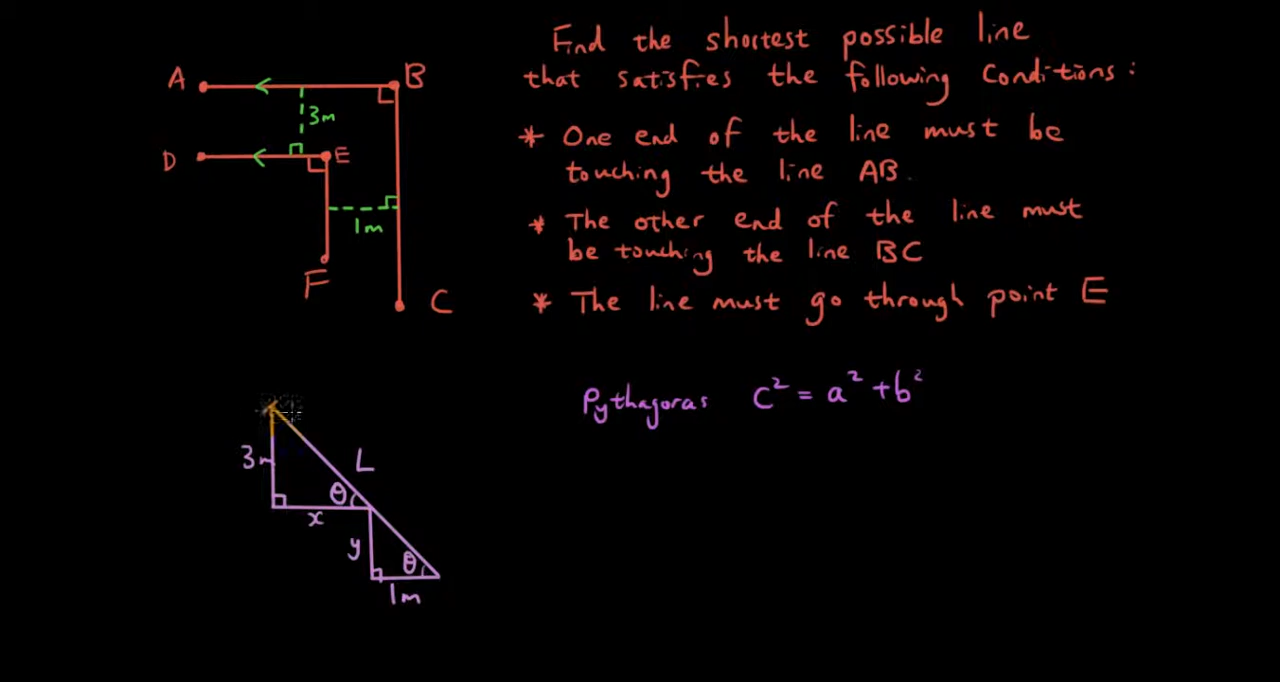 Find the shortest possible line
that satisfies the following Conditions :
* One end of the line must be
touching the line AB.
* The other end of the line must
be touching the line BC
* The line must go through point E
A
B
3m
D
E
1m
F
C
Pythagoras c² = a² + b²
3m
L
θ
x
y
θ
1m